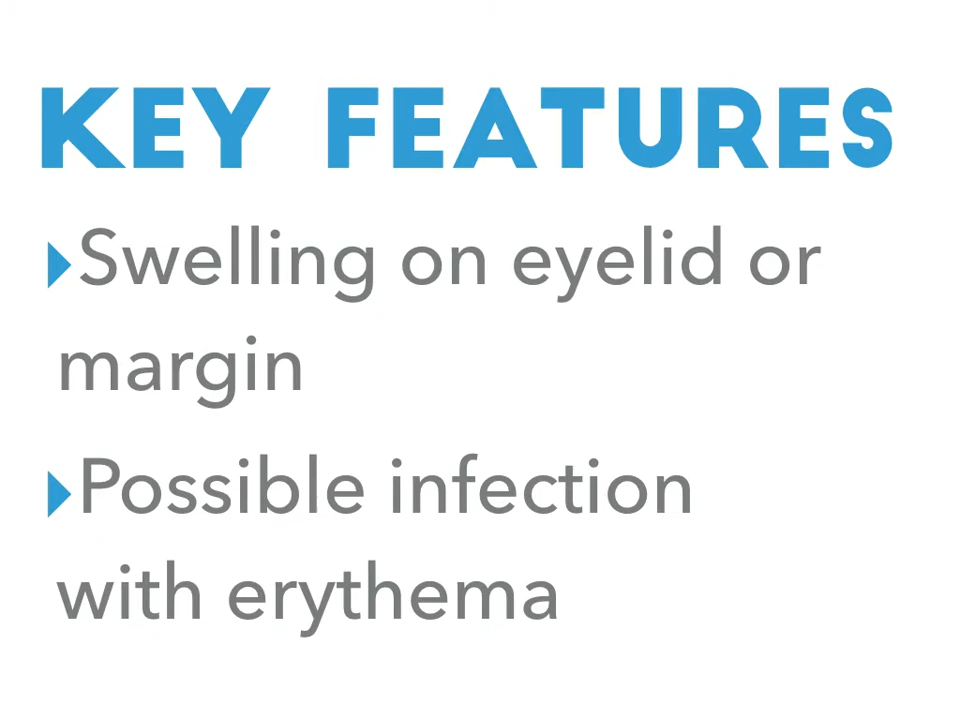 KEY FEATURES
▸Swelling on eyelid or
margin
▸Possible infection
with erythema